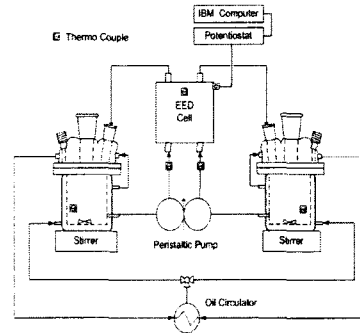 IBM Computer
Potentiostat
Thermo Couple
EED
Cell
Stirrer
Peristaltic Pump
Stirrer
Oil Circulator